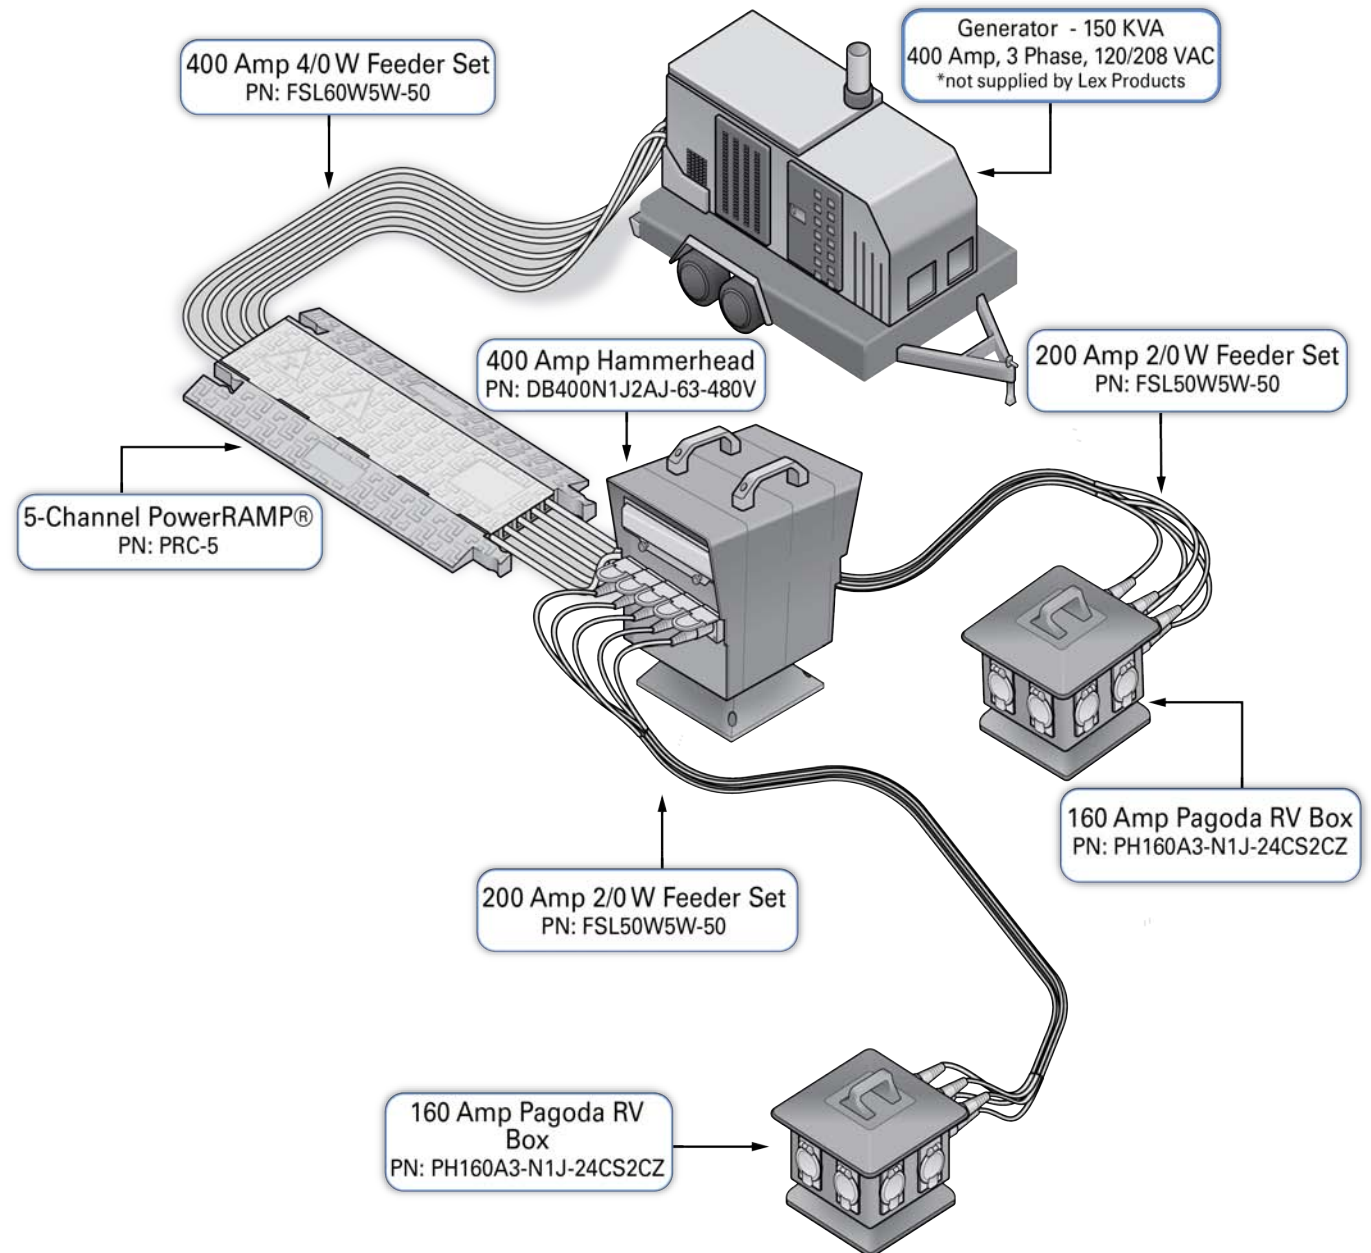 Generator - 150 KVA
400 Amp, 3 Phase, 120/208 VAC
*not supplied by Lex Products
400 Amp 4/0 W Feeder Set
PN: FSL60W5W-50
400 Amp Hammerhead
PN: DB400N1J2AJ-63-480V
200 Amp 2/0 W Feeder Set
PN: FSL50W5W-50
5-Channel PowerRAMP®
PN: PRC-5
160 Amp Pagoda RV Box
PN: PH160A3-N1J-24CS2CZ
200 Amp 2/0 W Feeder Set
PN: FSL50W5W-50
160 Amp Pagoda RV
Box
PN: PH160A3-N1J-24CS2CZ